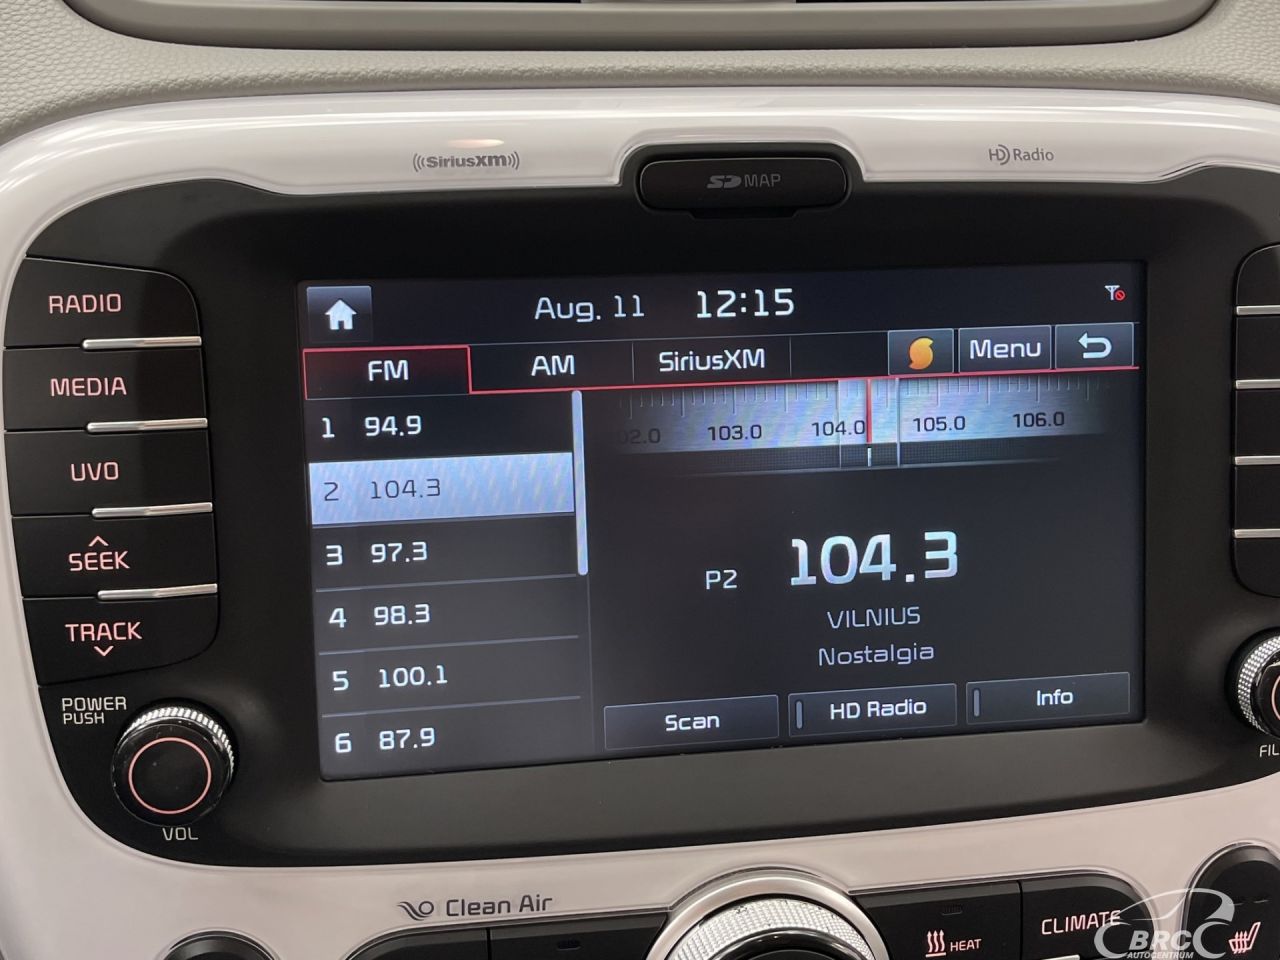 SiriusXM
HD Radio
SD MAP
RADIO
MEDIA
UVO
SEEK
TRACK
POWER
PUSH
VOL
Aug. 11 12:15
FM AM SiriusXM Menu
1 94.9
2 104.3
3 97.3
4 98.3
5 100.1
6 87.9
103.0 104.0 105.0 106.0
P2 104.3
VILNIUS
Nostalgia
Scan HD Radio Info
FIL
Clean Air
HEAT
CLIMATE
BRC
AUTOCENTRUM